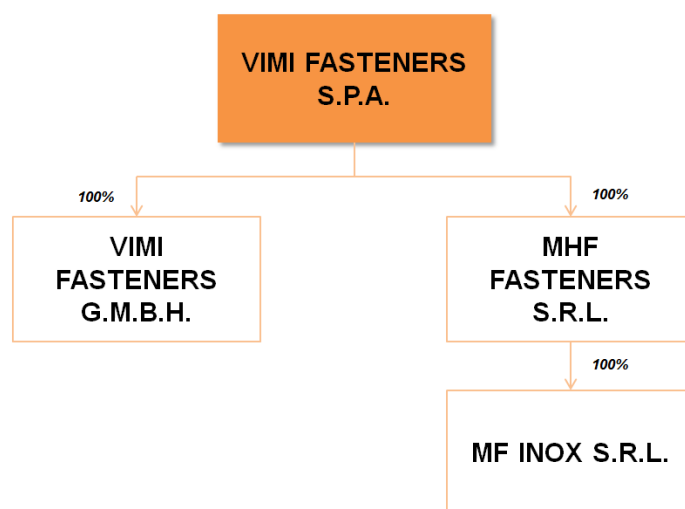 VIMI FASTENERS
S.P.A.
100%
100%
VIMI
FASTENERS
G.M.B.H.
MHF
FASTENERS
S.R.L.
100%
MF INOX S.R.L.